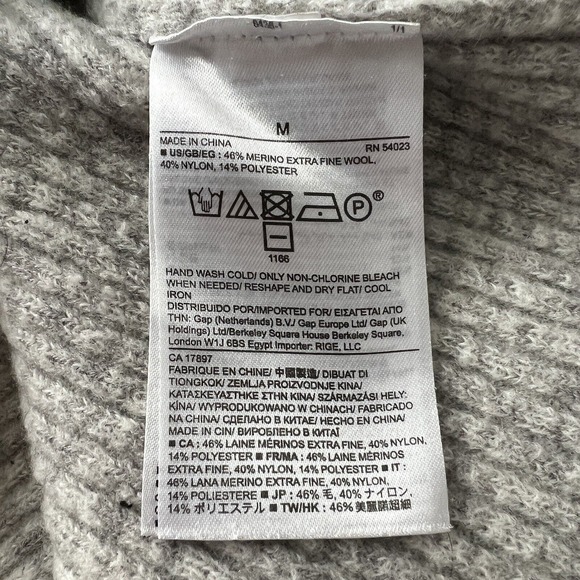 1/1
M
MADE IN CHINA RN 54023
■ US/GB/EG : 46% MERINO EXTRA FINE WOOL,
40% NYLON, 14% POLYESTER
P ®
1166
HAND WASH COLD/ ONLY NON-CHLORINE BLEACH
WHEN NEEDED/ RESHAPE AND DRY FLAT/ COOL
IRON
DISTRIBUIDO POR/IMPORTED FOR/ ΕΙΣΑΓΕΤΑΙ ΑΠΟ
ΤΗΝ: Gap (Netherlands) B.V./ Gap Europe Ltd/ Gap (UK
Holdings) Ltd/Berkeley Square House Berkeley Square.
London W1J 6BS Egypt Importer: RIGE, LLC
CA 17897
FABRIQUE EN CHINE/ 中國製造/ DIBUAT DI
TIONGKOK/ ZEMLJA PROIZVODNJE KINA/
ΚΑΤΑΣΚΕΥΑΣΤΗΚΕ ΣΤΗΝ ΚΙΝΑ/ SZÁRMAZÁSI HELY:
KÍNA/ WYPRODUKOWANO W CHINACH/ FABRICADO
NA CHINA/ СДЕЛАНО В КИТАЕ/ HECHO EN CHINA/
MADE IN CIN/ ВИРОБЛЕНО В КИТАЇ
■ CA : 46% LAINE MÉRINOS EXTRA FINE, 40% NYLON,
14% POLYESTER ■ FR/MA : 46% LAINE MÉRINOS
EXTRA FINE, 40% NYLON, 14% POLYESTER ■ IT :
46% LANA MERINO EXTRA FINE, 40% NYLON,
14% POLIESTERE ■ JP : 46% 毛, 40% ナイロン,
14% ポリエステル ■ TW/HK : 46% 美麗諾超細